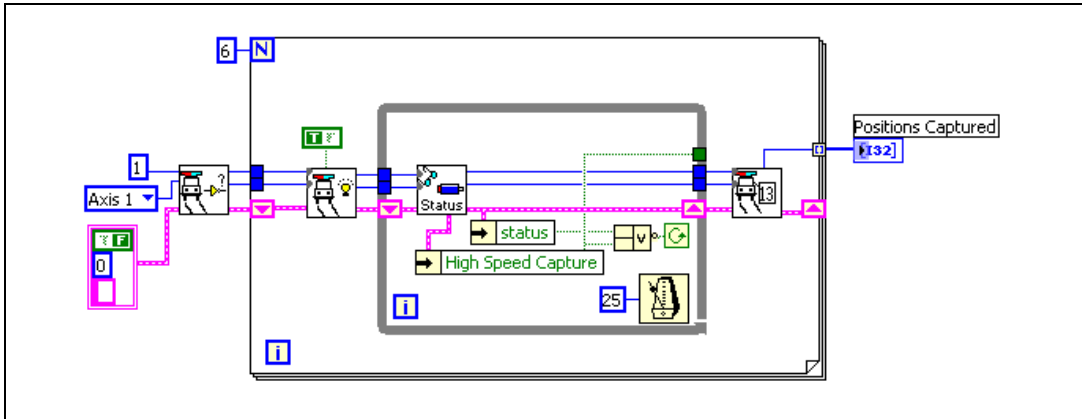 6 N
Positions Captured
[I32]
T
1
?
Axis 1
Status
13
F
status
0
v
High Speed Capture
i
25
i